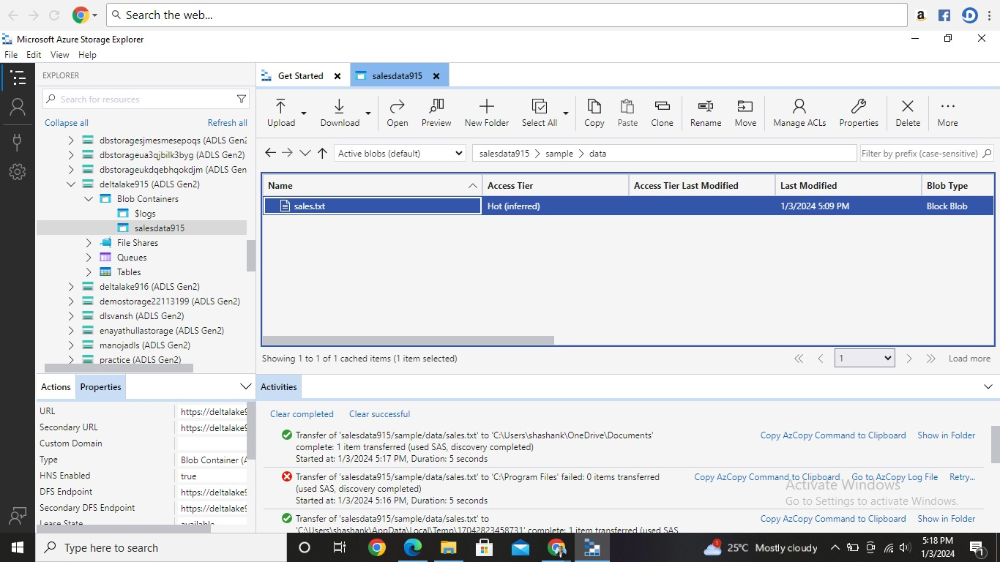 Search the web...
Microsoft Azure Storage Explorer
File Edit View Help
EXPLORER
Search for resources
Collapse all Refresh all
dbstoragesjmesmesepoqs (ADLS Gen2
dbstorageua3qjbilk3byg (ADLS Gen2)
dbstorageukdqebhqokdjm (ADLS Gen
deltalake915 (ADLS Gen2)
Blob Containers
$logs
salesdata915
File Shares
Queues
Tables
deltalake916 (ADLS Gen2)
demostorage22113199 (ADLS Gen2)
dlsvansh (ADLS Gen2)
enayathullastorage (ADLS Gen2)
manojadls (ADLS Gen2)
practice (ADLS Gen2)
Actions Properties
URL https://deltalake9
Secondary URL https://deltalake9
Custom Domain
Type Blob Container (A
HNS Enabled true
DFS Endpoint https://deltalake9
Secondary DFS Endpoint https://deltalake9
Lease State available
Get Started salesdata915
Upload Download Open Preview New Folder Select All Copy Paste Clone Rename Move Manage ACLs Properties Delete More
Active blobs (default) salesdata915 > sample > data Filter by prefix (case-sensitive)
Name Access Tier Access Tier Last Modified Last Modified Blob Type
sales.txt Hot (inferred) 1/3/2024 5:09 PM Block Blob
Showing 1 to 1 of 1 cached items (1 item selected) 1 Load more
Activities
Clear completed Clear successful
Transfer of 'salesdata915/sample/data/sales.txt' to 'C:\Users\shashank\OneDrive\Documents' Copy AzCopy Command to Clipboard Show in Folder
complete: 1 item transferred (used SAS, discovery completed)
Started at: 1/3/2024 5:17 PM, Duration: 5 seconds
Transfer of 'salesdata915/sample/data/sales.txt' to 'C:\Program Files' failed: 0 items transferred Copy AzCopy Command to Clipboard Go to AzCopy Log File Retry...
(used SAS, discovery completed)
Started at: 1/3/2024 5:16 PM, Duration: 5 seconds
Activate Windows
Go to Settings to activate Windows.
Transfer of 'salesdata915/sample/data/sales.txt' to Copy AzCopy Command to Clipboard Show in Folder
'C:\Users\shashank\AppData\Local\Temp\17042823458731' complete: 1 item transferred (used SAS
Type here to search
25°C Mostly cloudy
5:18 PM
1/3/2024